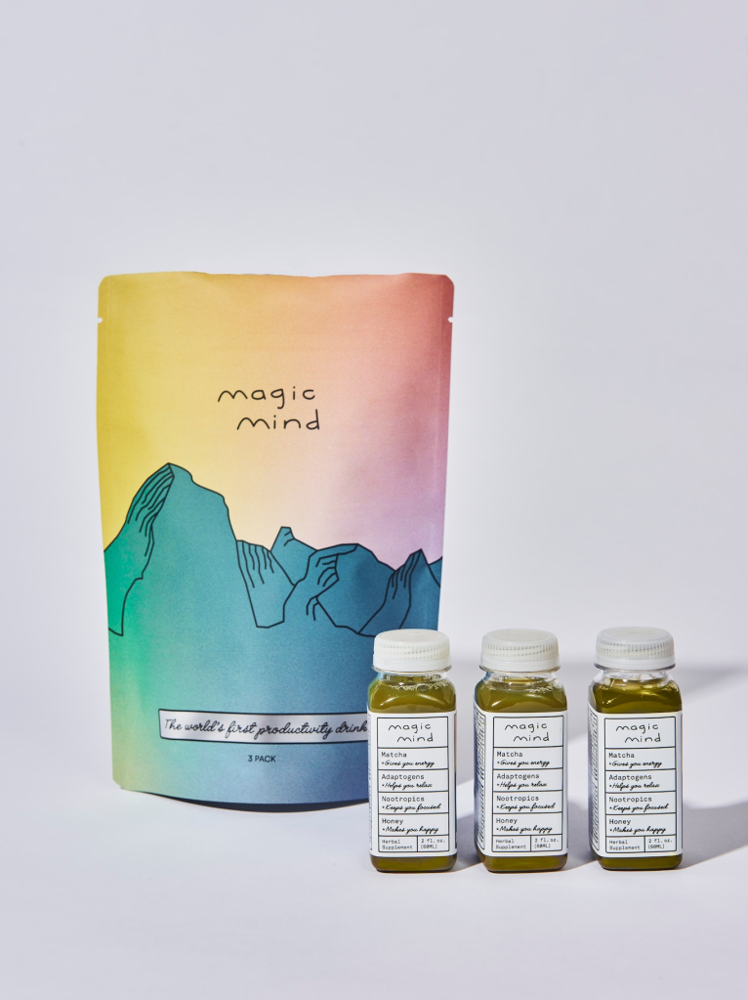 magic
mind
The world's first productivity drink
3 PACK
magic
mind
Matcha
• Gives you energy
Adaptogens
• Helps you relax
Nootropics
• Keeps you focused
Honey
• Makes you happy
Herbal
Supplement
2 fl. oz.
(60ML)
magic
mind
Matcha
• Gives you energy
Adaptogens
• Helps you relax
Nootropics
• Keeps you focused
Honey
• Makes you happy
Herbal
Supplement
2 fl. oz.
(60ML)
magic
mind
Matcha
• Gives you energy
Adaptogens
• Helps you relax
Nootropics
• Keeps you focused
Honey
• Makes you happy
Herbal
Supplement
2 fl. oz.
(60ML)